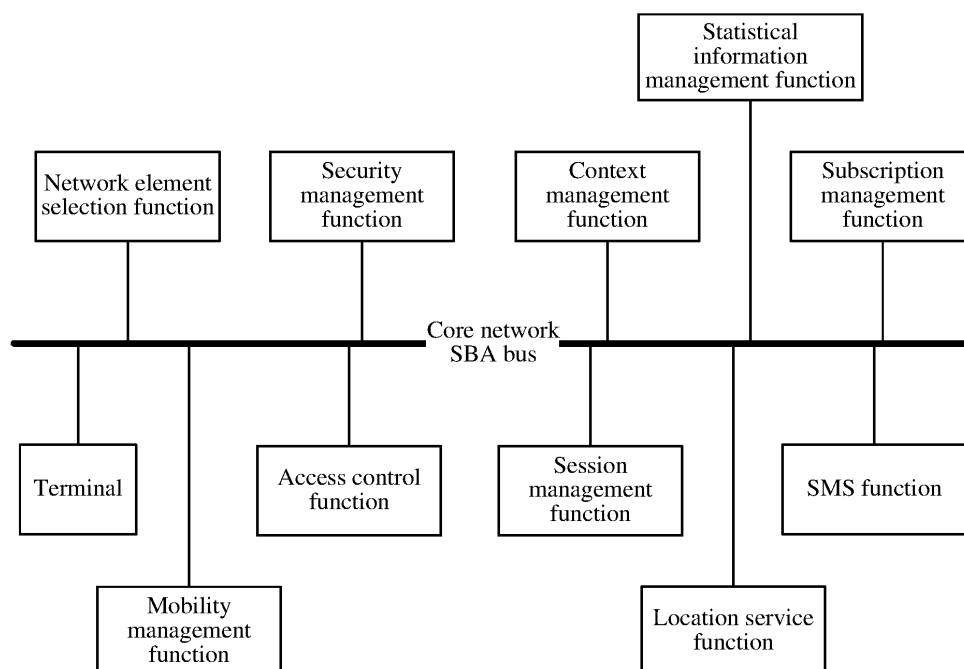 Statistical
information
management function
Network element
selection function
Security
management
function
Context
management
function
Subscription
management
function
Core network
SBA bus
Terminal
Access control
function
Session
management
function
SMS function
Mobility
management
function
Location service
function